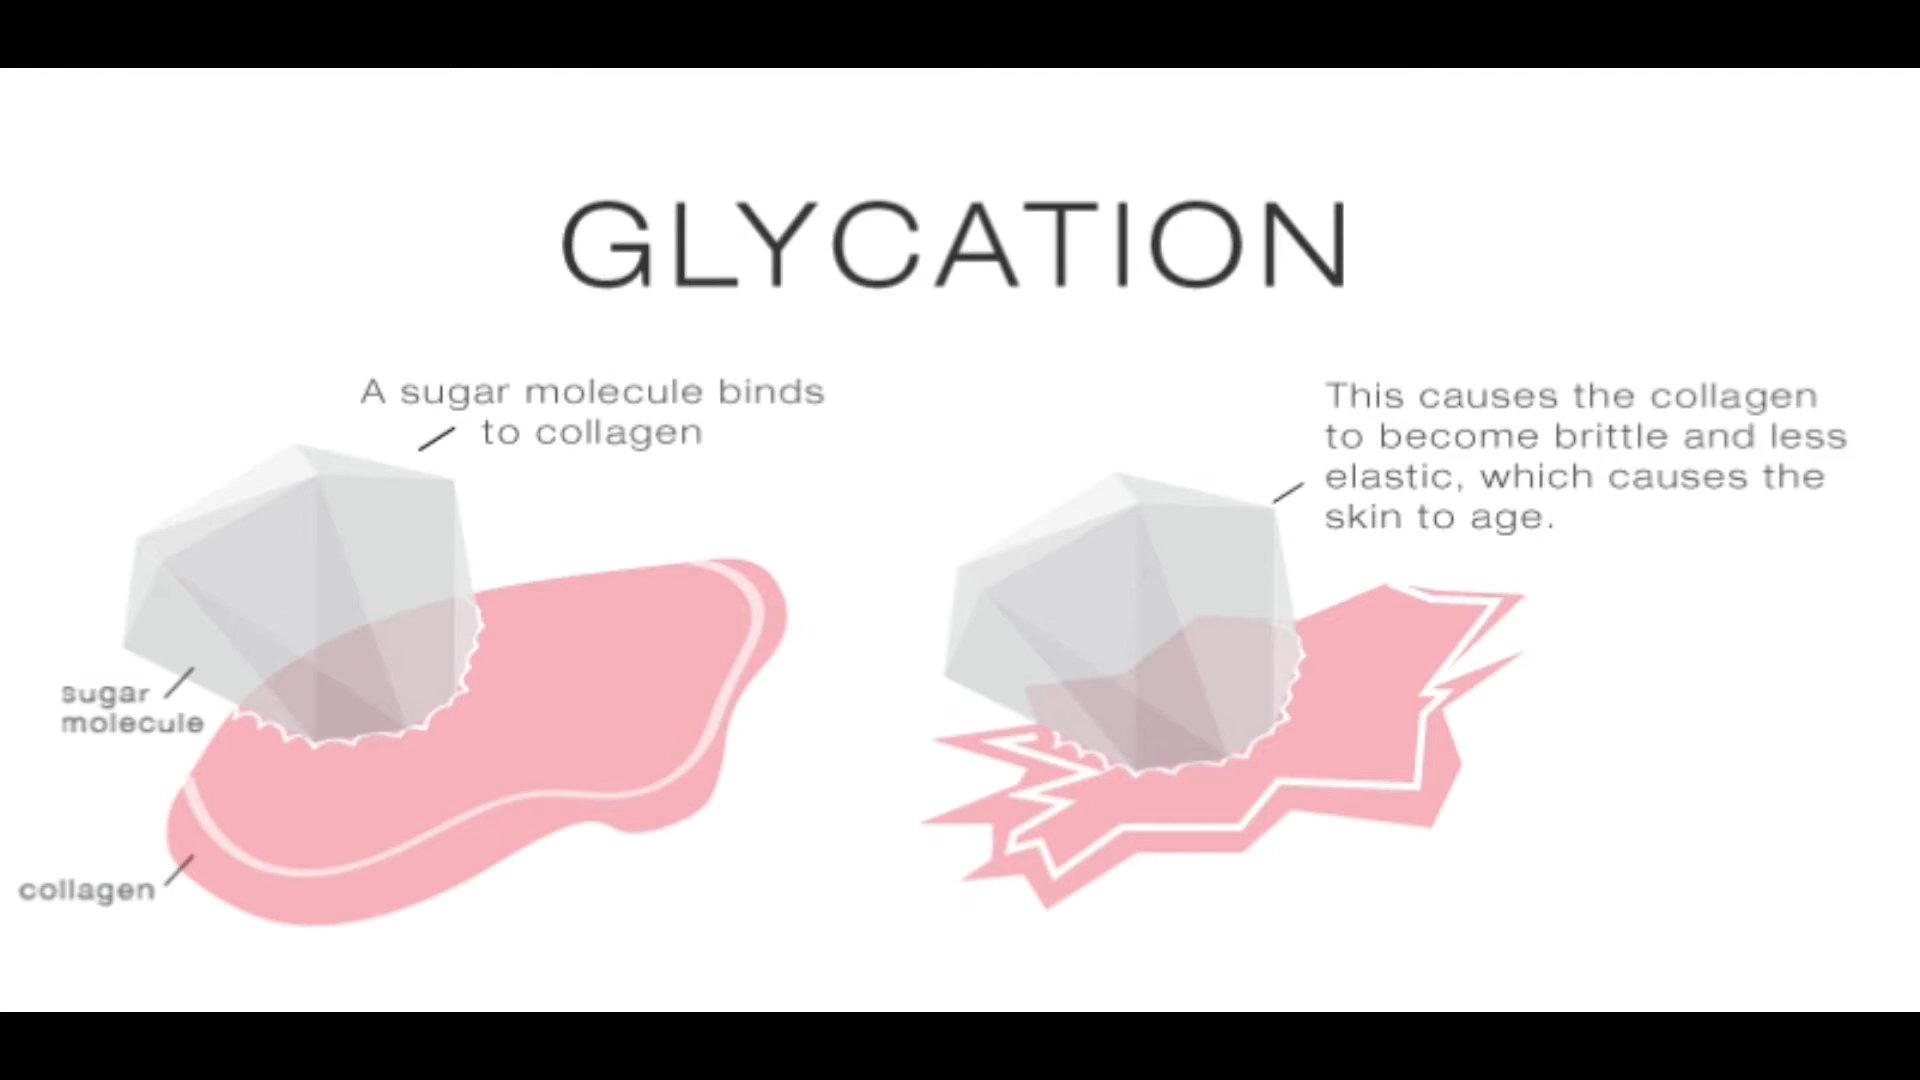 GLYCATION
A sugar molecule binds
to collagen
This causes the collagen
to become brittle and less
elastic, which causes the
skin to age.
sugar
molecule
collagen